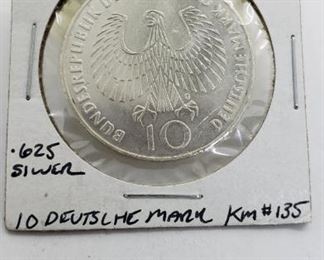 BUNDESREPUBLIK DEUTSCHE MARK
10
.625
SILVER
10 DEUTSCHE MARK KM#135